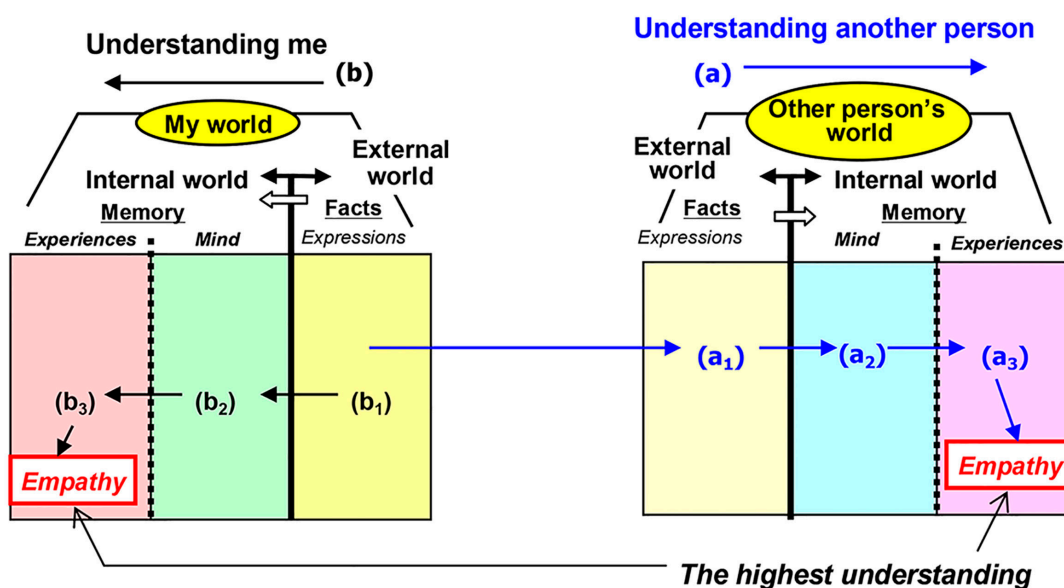 Understanding me
(b)
My world
External
world
Internal world
Memory
Facts
Experiences
Mind
Expressions
(b₃)
(b₂)
(b₁)
Empathy
Understanding another person
(a)
Other person's
world
External
world
Internal world
Facts
Memory
Expressions
Mind
Experiences
(a₁)
(a₂)
(a₃)
Empathy
The highest understanding